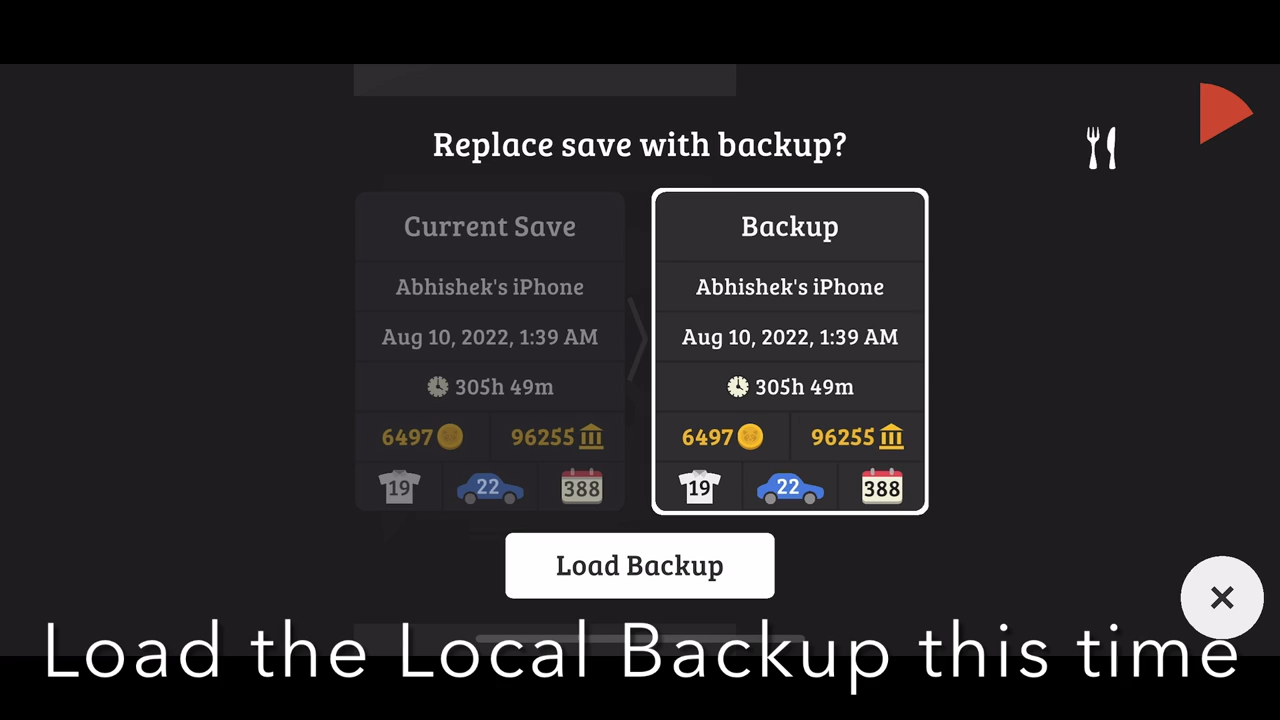 Replace save with backup?
Current Save
Abhishek's iPhone
Aug 10, 2022, 1:39 AM
305h 49m
6497 96255
19 22 388
Backup
Abhishek's iPhone
Aug 10, 2022, 1:39 AM
305h 49m
6497 96255
19 22 388
Load Backup
Load the Local Backup this time